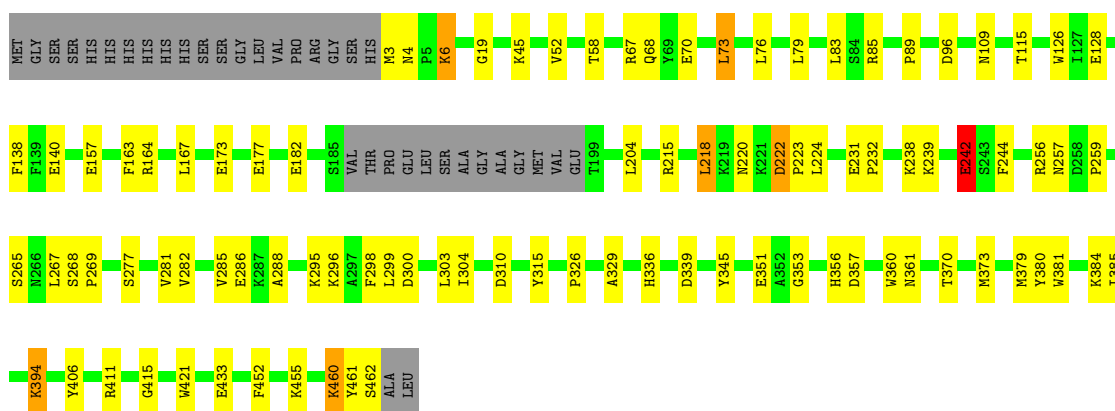 MET GLY SER SER HIS HIS HIS HIS HIS HIS SER SER GLY LEU VAL PRO ARG GLY SER HIS M3 N4 P5 K6 G19 K45 V52 T58 R67 Q68 Y69 E70 L73 L76 L79 L83 S84 R85 P89 D96 N109 T115 W126 I127 E128
F138 F139 E140 E157 F163 R164 L167 E173 E177 E182 S185 VAL THR PRO GLU LEU SER ALA GLY ALA GLY MET VAL GLU T199 L204 R215 L218 K219 N220 K221 D222 P223 L224 E231 P232 K238 K239 E242 S243 F244 R256 N257 D258 P259
S265 N266 L267 S268 P269 S277 V281 V282 V285 E286 K287 A288 K295 K296 A297 F298 L299 D300 L303 I304 D310 Y315 P326 A329 H336 D339 Y345 E351 A352 G353 H356 D357 W360 N361 T370 M373 M379 Y380 W381 K384
K394 Y406 R411 G415 W421 E433 F452 K455 K460 Y461 S462 ALA LEU